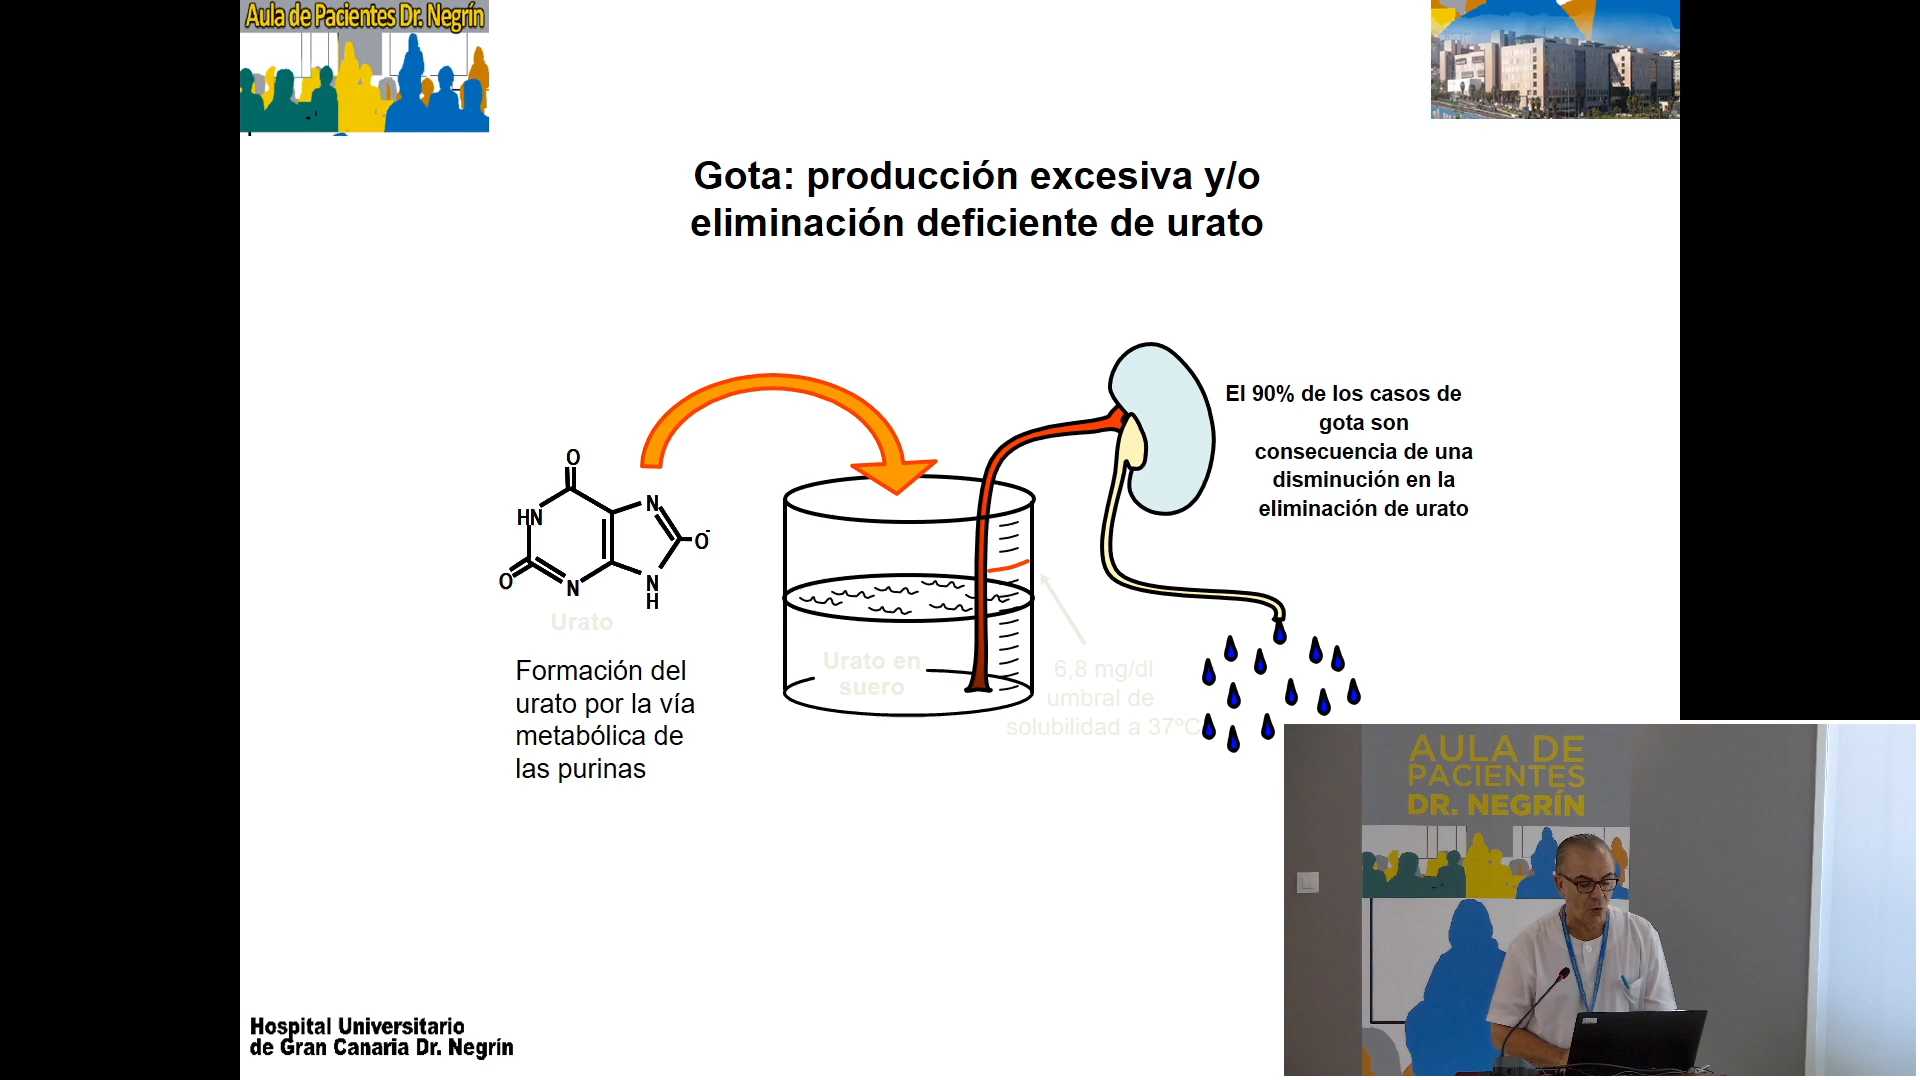 Aula de Pacientes Dr. Negrín
Gota: producción excesiva y/o
eliminación deficiente de urato
El 90% de los casos de
gota son
consecuencia de una
disminución en la
eliminación de urato
O
HN
N
O-
O
N
N
H
Urato
Formación del
urato por la vía
metabólica de
las purinas
Urato en
suero
6,8 mg/dl
umbral de
solubilidad a 37ºC
AULA DE
PACIENTES
DR. NEGRÍN
Hospital Universitario
de Gran Canaria Dr. Negrín